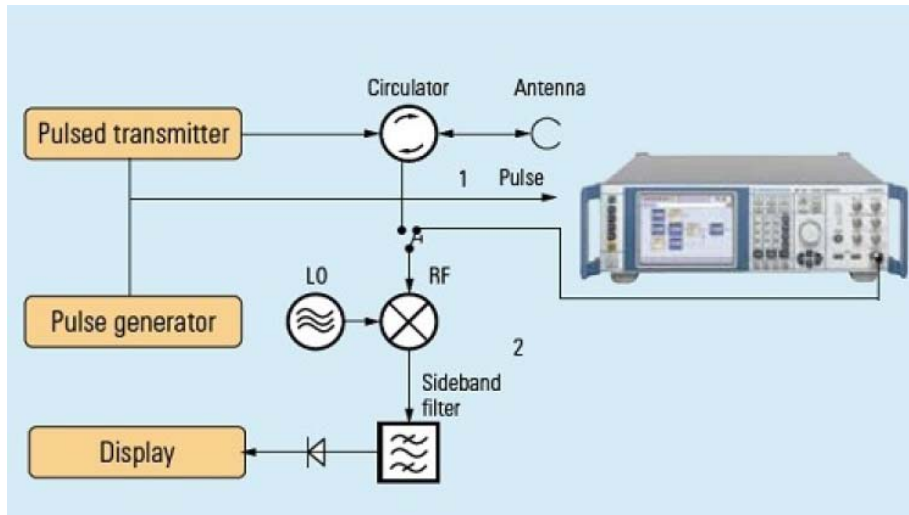 Circulator
Antenna
Pulsed transmitter
1
Pulse
LO
RF
Pulse generator
2
Sideband
filter
Display